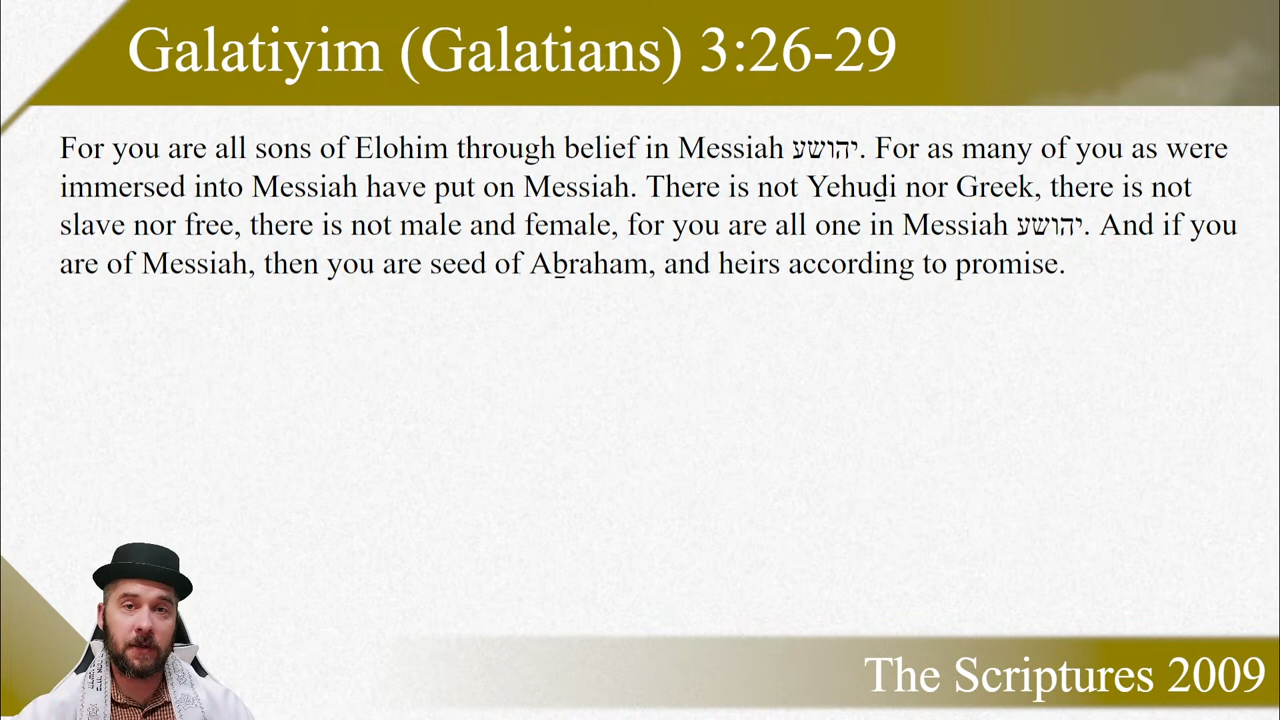 Galatiyim (Galatians) 3:26-29
For you are all sons of Elohim through belief in Messiah יהושע. For as many of you as were
immersed into Messiah have put on Messiah. There is not Yehuḏi nor Greek, there is not
slave nor free, there is not male and female, for you are all one in Messiah יהושע. And if you
are of Messiah, then you are seed of Aḇraham, and heirs according to promise.
The Scriptures 2009